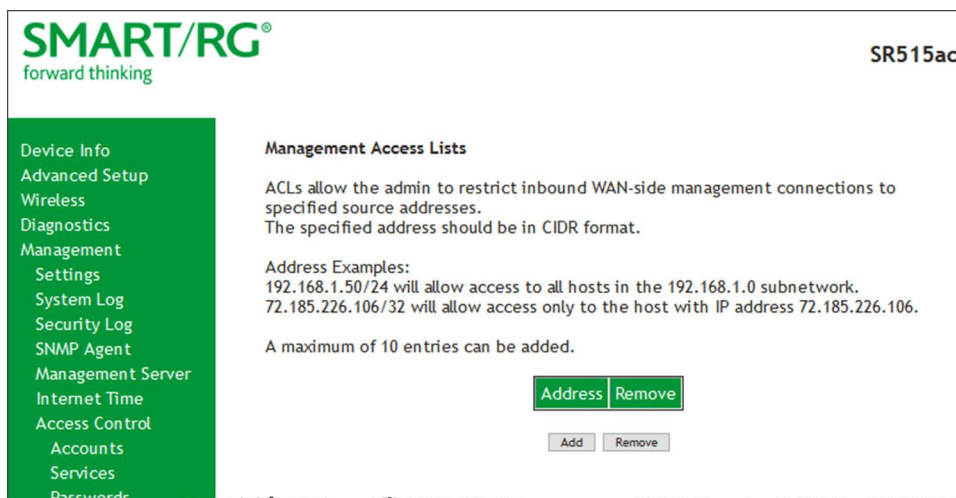 SMART/RG®
forward thinking
SR515ac
Device Info
Advanced Setup
Wireless
Diagnostics
Management
Settings
System Log
Security Log
SNMP Agent
Management Server
Internet Time
Access Control
Accounts
Services
Passwords
Management Access Lists
ACLs allow the admin to restrict inbound WAN-side management connections to
specified source addresses.
The specified address should be in CIDR format.
Address Examples:
192.168.1.50/24 will allow access to all hosts in the 192.168.1.0 subnetwork.
72.185.226.106/32 will allow access only to the host with IP address 72.185.226.106.
A maximum of 10 entries can be added.
Address Remove
Add Remove